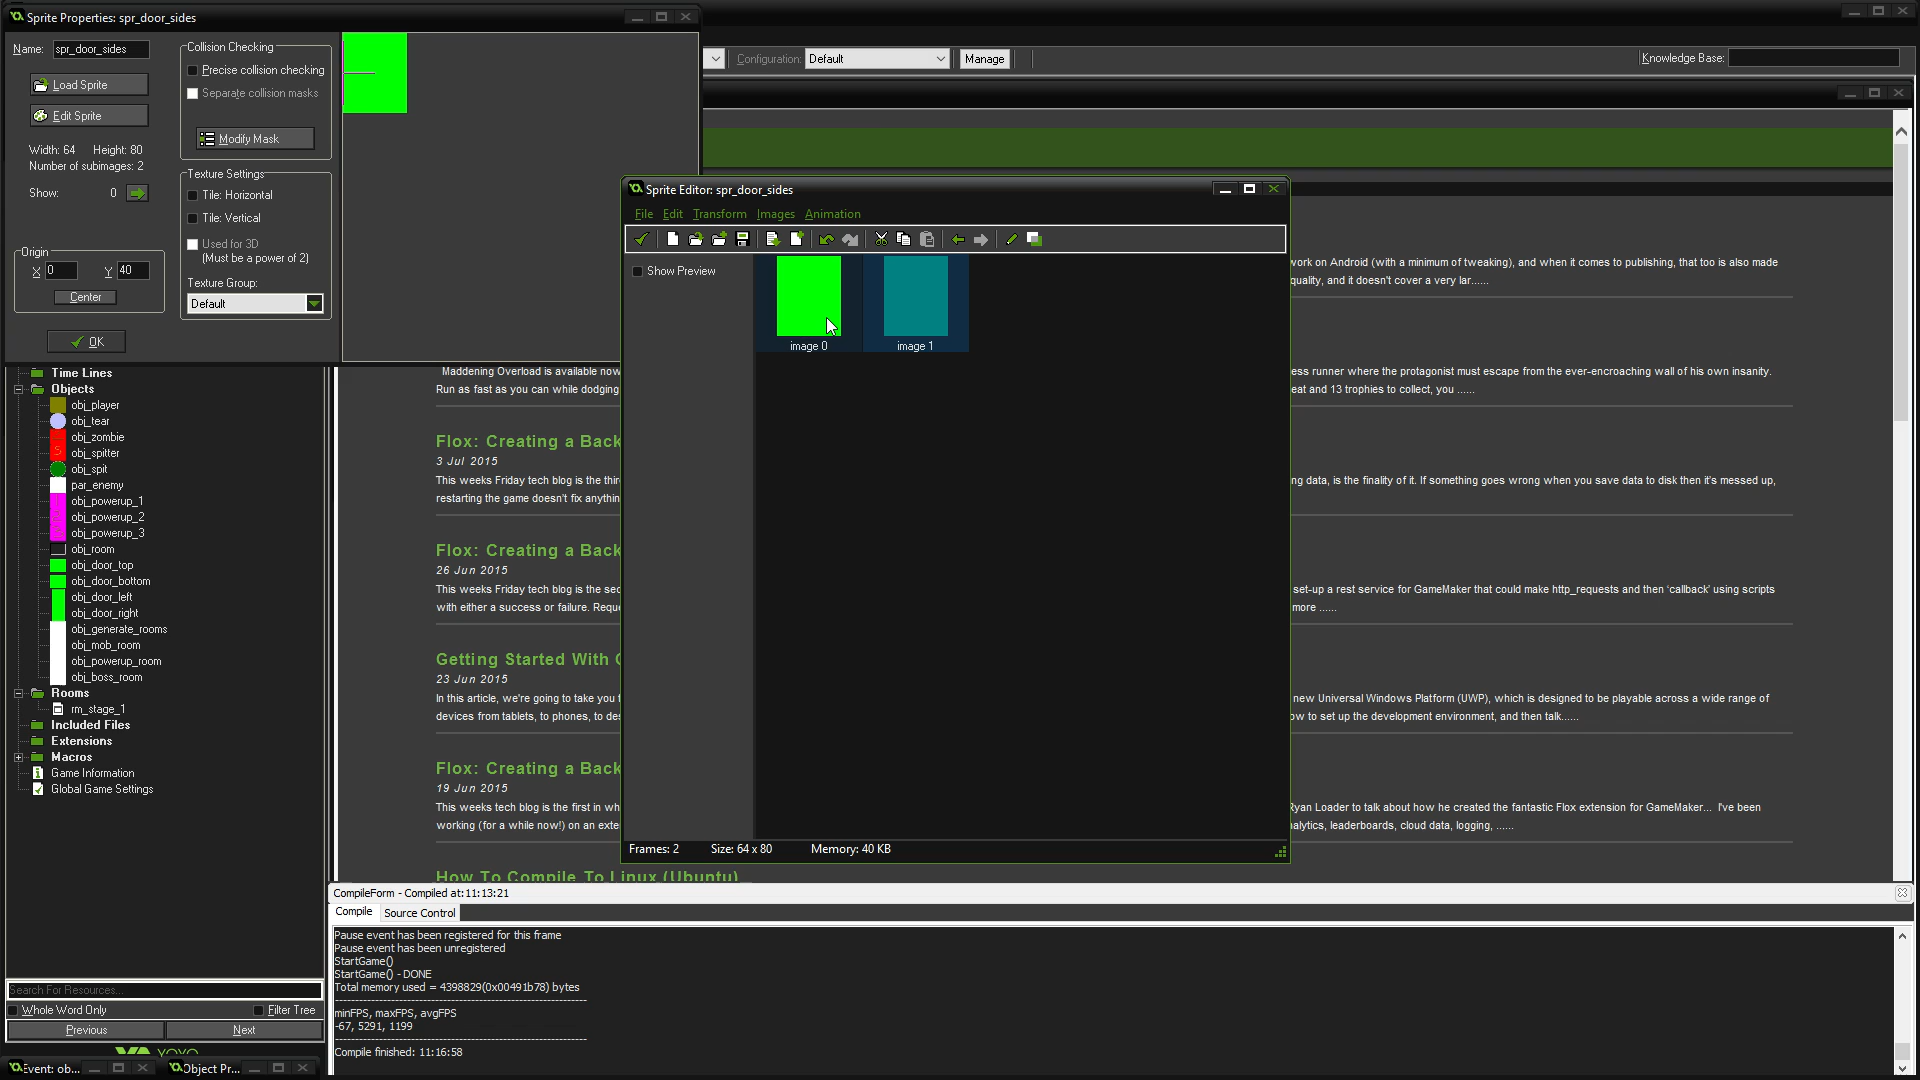 Sprite Properties: spr_door_sides
Name: spr_door_sides
Load Sprite
Edit Sprite
Width: 64 Height: 80
Number of subimages: 2
Show: 0
Origin
X 0 Y 40
Center
OK
Collision Checking
Precise collision checking
Separate collision masks
Modify Mask
Texture Settings
Tile: Horizontal
Tile: Vertical
Used for 3D
(Must be a power of 2)
Texture Group:
Default
Configuration: Default Manage
Knowledge Base:
Sprite Editor: spr_door_sides
File Edit Transform Images Animation
Show Preview
image 0 image 1
Frames: 2 Size: 64 x 80 Memory: 40 KB
work on Android (with a minimum of tweaking), and when it comes to publishing, that too is also made
quality, and it doesn't cover a very lar......
Maddening Overload is available now
ess runner where the protagonist must escape from the ever-encroaching wall of his own insanity.
Run as fast as you can while dodging
eat and 13 trophies to collect, you ......
Flox: Creating a Back
3 Jul 2015
This weeks Friday tech blog is the thir
ng data, is the finality of it. If something goes wrong when you save data to disk then it's messed up,
restarting the game doesn't fix anythin
Flox: Creating a Back
26 Jun 2015
This weeks Friday tech blog is the sec
set-up a rest service for GameMaker that could make http_requests and then 'callback' using scripts
with either a success or failure. Reque
more ......
Getting Started With
23 Jun 2015
In this article, we're going to take you
new Universal Windows Platform (UWP), which is designed to be playable across a wide range of
devices from tablets, to phones, to des
ow to set up the development environment, and then talk......
Flox: Creating a Back
19 Jun 2015
This weeks tech blog is the first in wh
Ryan Loader to talk about how he created the fantastic Flox extension for GameMaker... I've been
working (for a while now!) on an exte
alytics, leaderboards, cloud data, logging, ......
How To Compile To Linux (Ubuntu)
Time Lines
Objects
obj_player
obj_tear
obj_zombie
obj_spitter
obj_spit
par_enemy
obj_powerup_1
obj_powerup_2
obj_powerup_3
obj_room
obj_door_top
obj_door_bottom
obj_door_left
obj_door_right
obj_generate_rooms
obj_mob_room
obj_powerup_room
obj_boss_room
Rooms
rm_stage_1
Included Files
Extensions
Macros
Game Information
Global Game Settings
Search For Resources...
Whole Word Only Filter Tree
Previous Next
YOYO
Event: ob... Object Pr...
CompileForm - Compiled at:11:13:21
Compile Source Control
Pause event has been registered for this frame
Pause event has been unregistered
StartGame()
StartGame() - DONE
Total memory used = 4398829(0x00491b78) bytes
minFPS, maxFPS, avgFPS
-67, 5291, 1199
Compile finished: 11:16:58